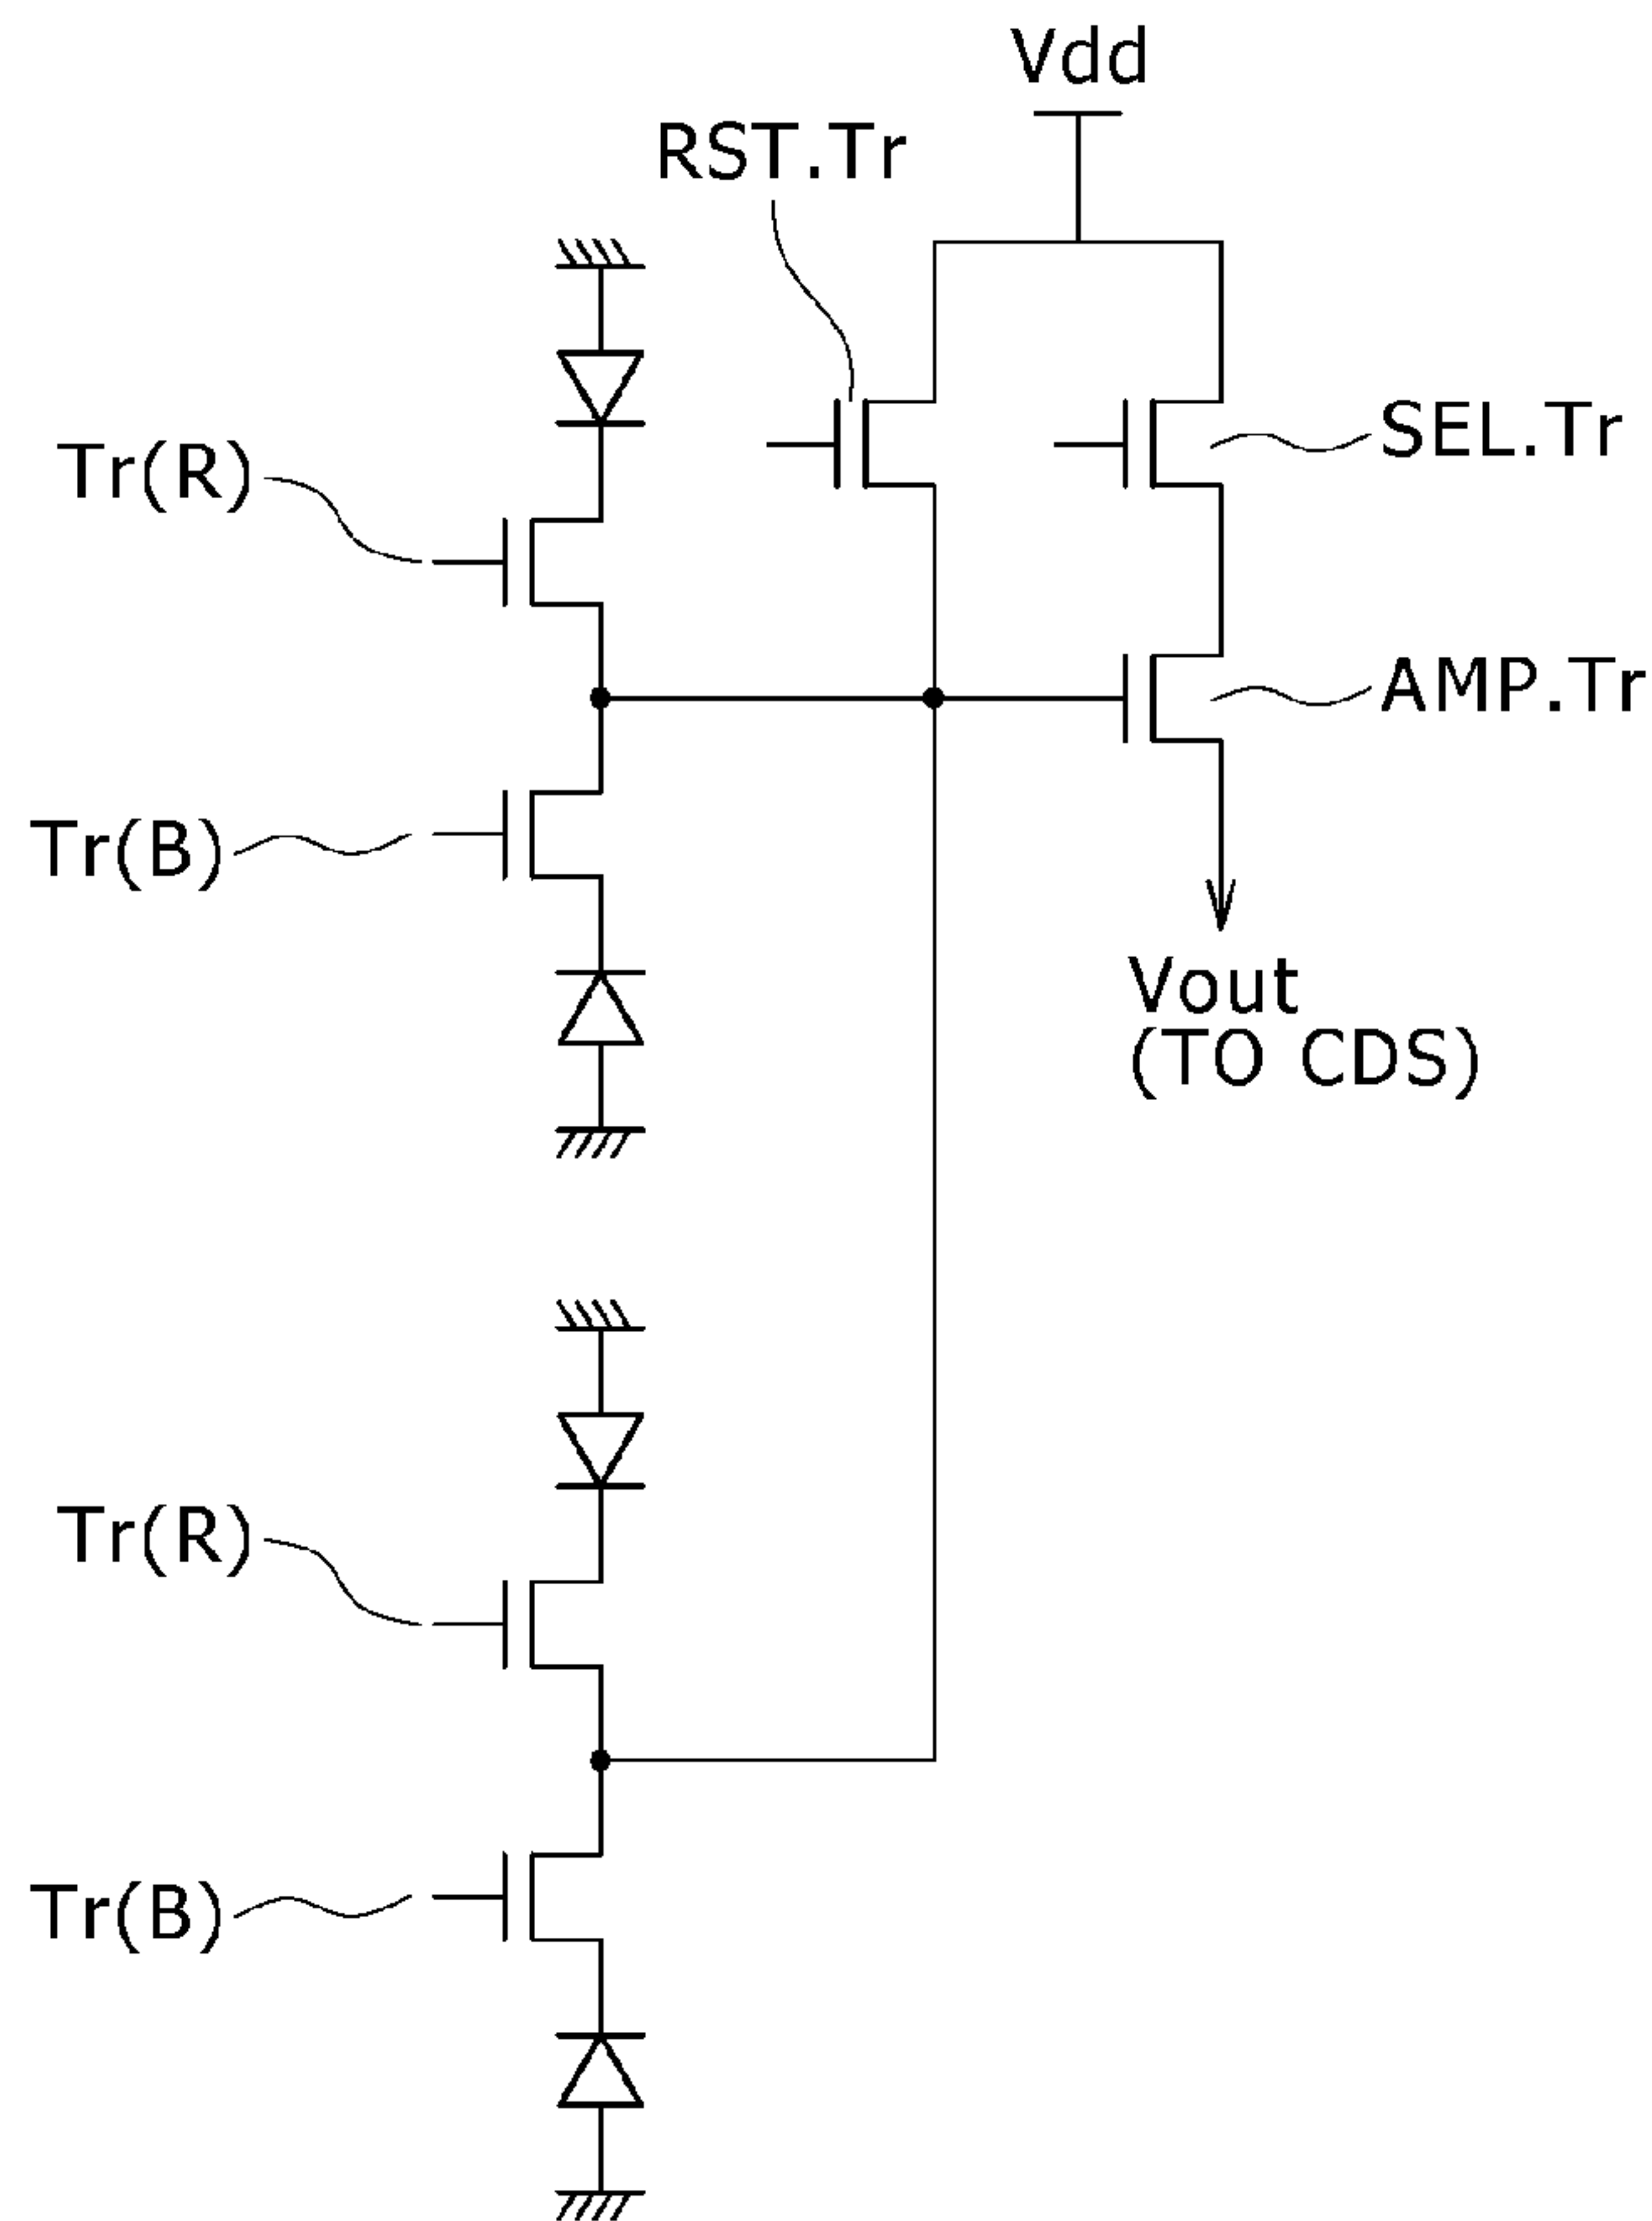 Vdd
RST.Tr
SEL.Tr
Tr(R)
AMP.Tr
Tr(B)
Vout
(TO CDS)
Tr(R)
Tr(B)